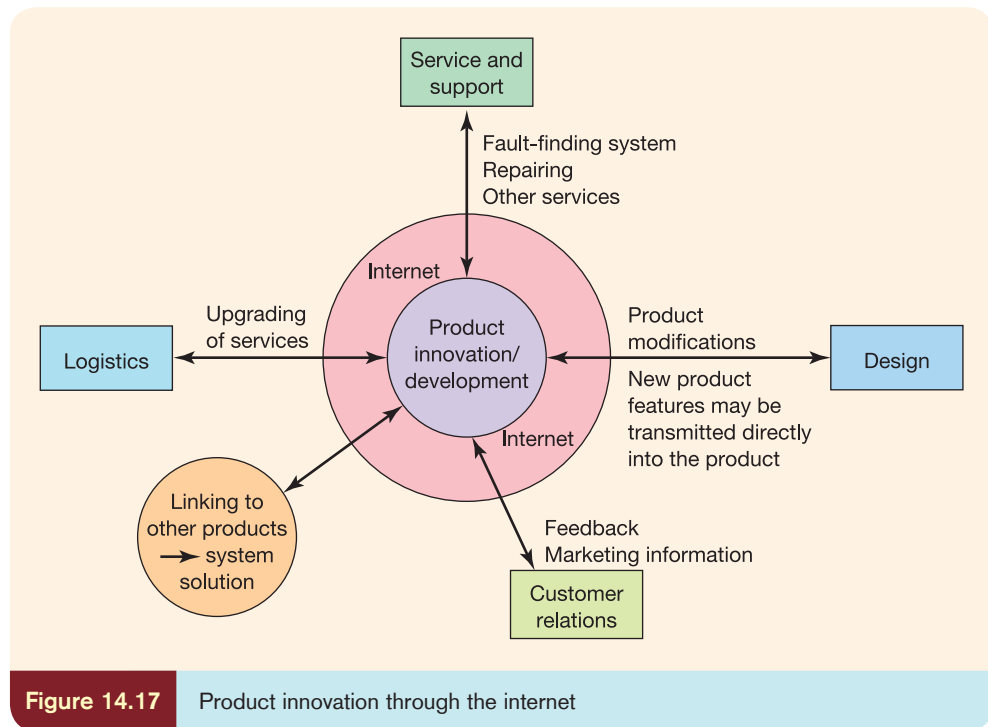 Service and
support
Fault-finding system
Repairing
Other services
Internet
Product
innovation/
development
Internet
Upgrading
of services
Logistics
Product
modifications
New product
features may be
transmitted directly
into the product
Design
Linking to
other products
→ system
solution
Feedback
Marketing information
Customer
relations
Figure 14.17 Product innovation through the internet